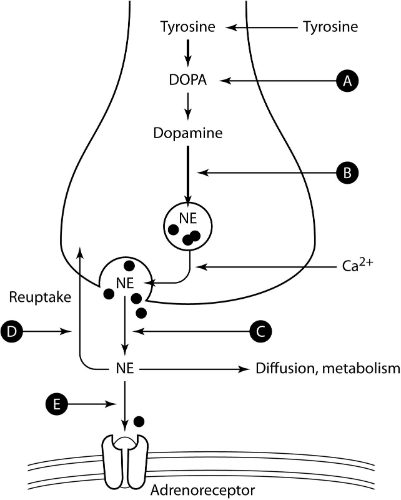 Tyrosine Tyrosine
DOPA A
Dopamine
B
NE
Ca2+
NE
Reuptake
D C
NE Diffusion, metabolism
E
Adrenoreceptor